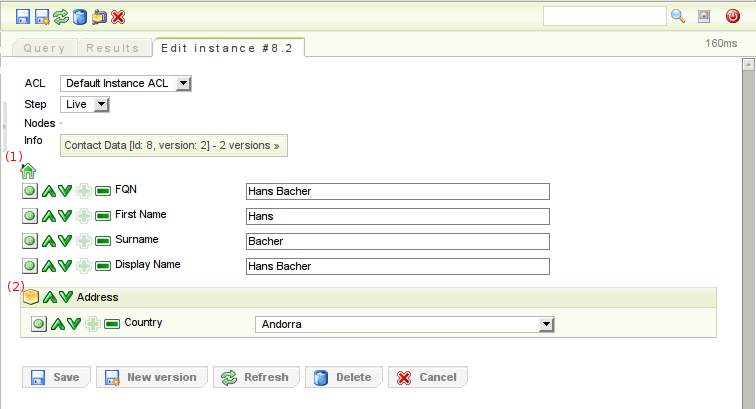 Query Results Edit instance #8.2 160ms
ACL Default Instance ACL
Step Live
Nodes -
Info Contact Data [Id: 8, version: 2] - 2 versions »
(1)
FQN Hans Bacher
First Name Hans
Surname Bacher
Display Name Hans Bacher
(2) Address
Country Andorra
Save New version Refresh Delete Cancel